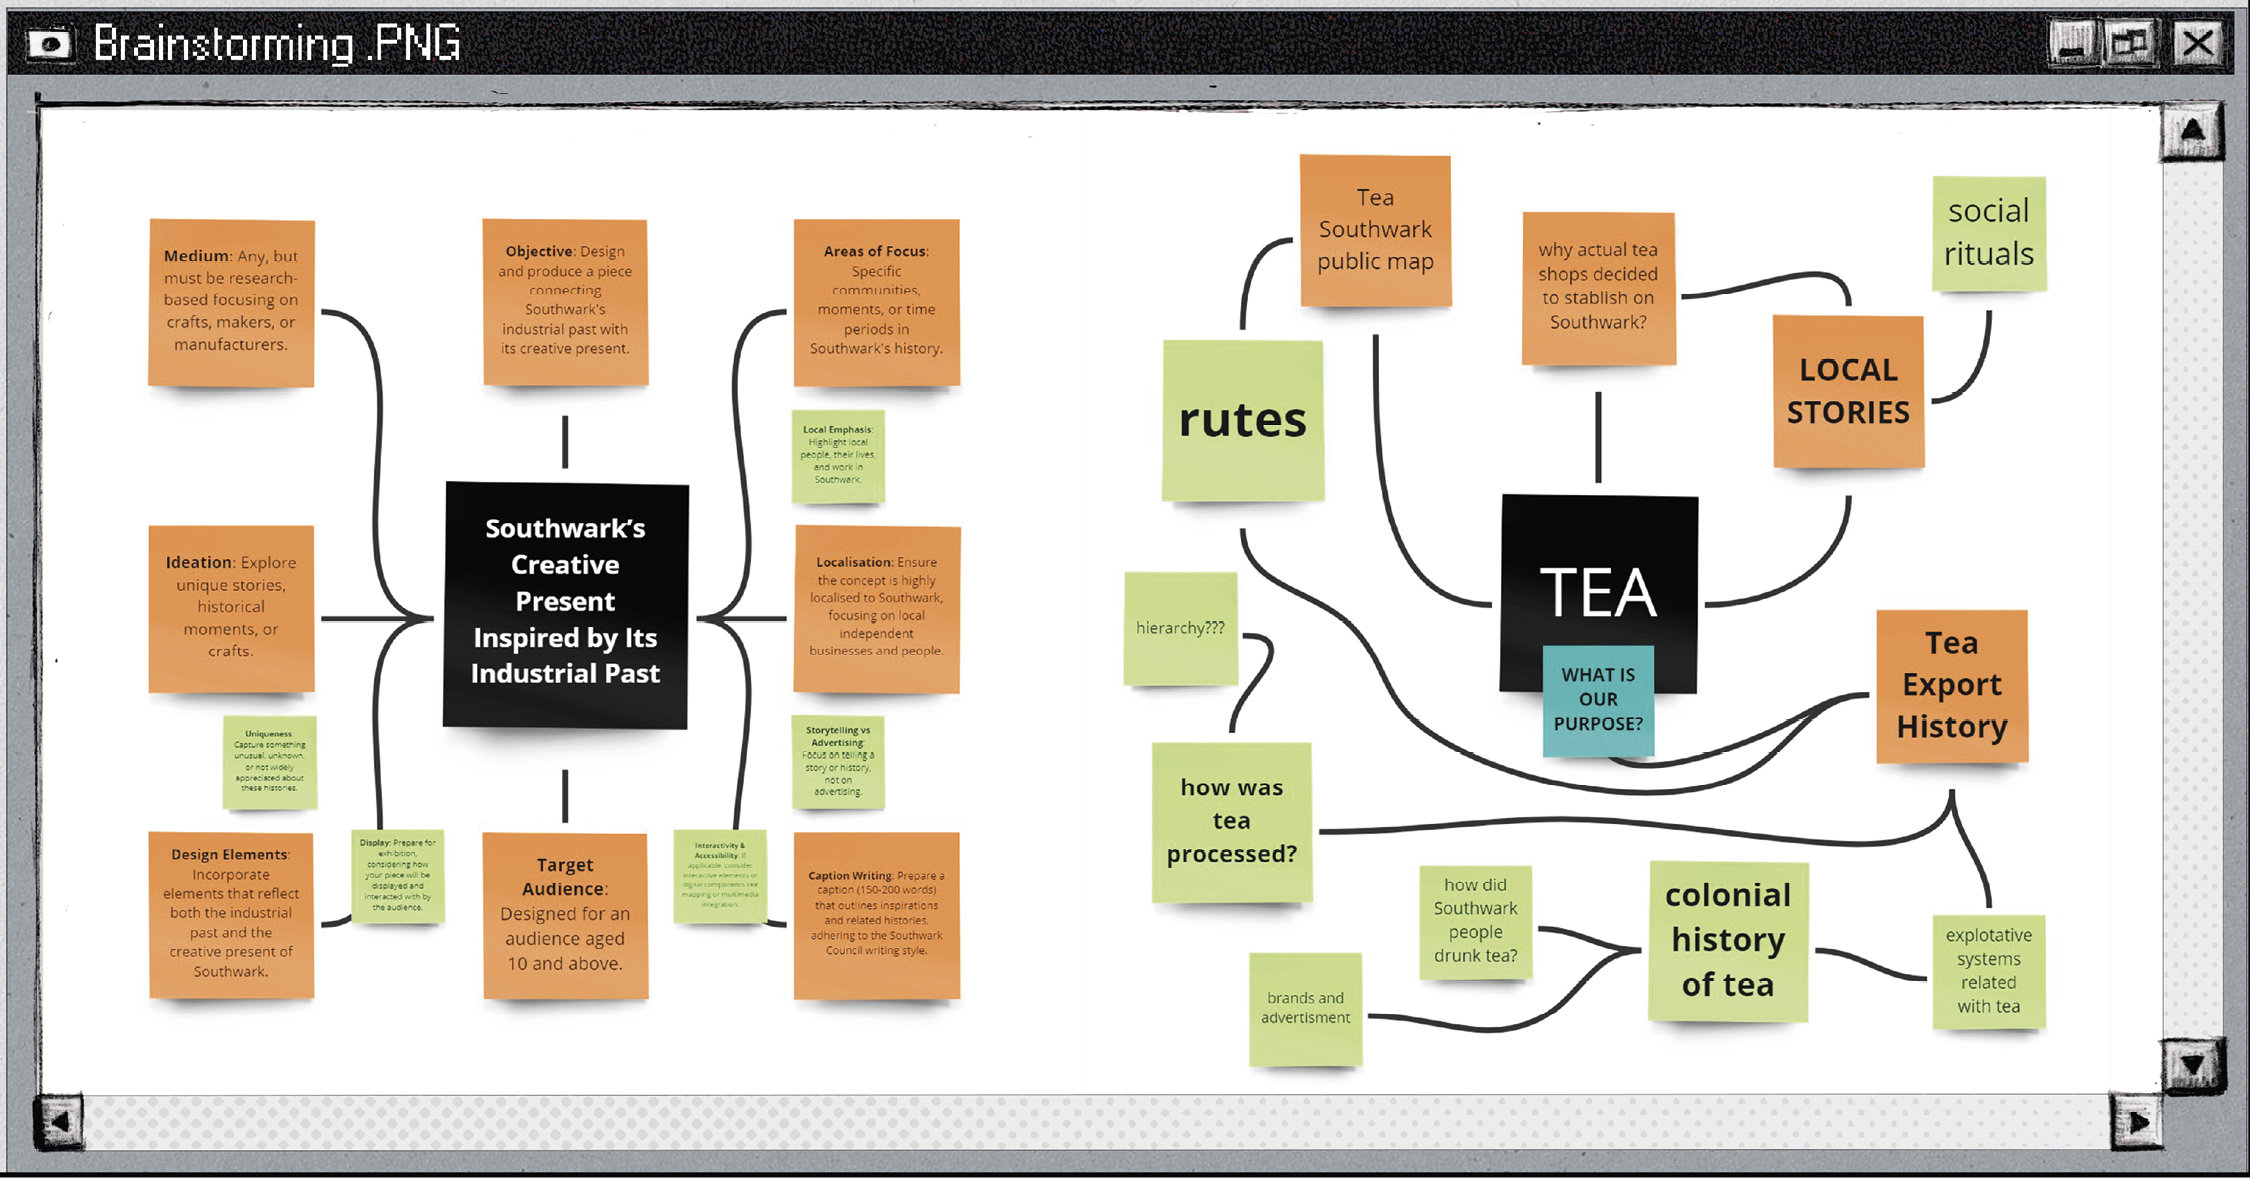 Brainstorming .PNG
Medium: Any, but
must be research-
based focusing on
crafts, makers, or
manufacturers.
Objective: Design
and produce a piece
connecting
Southwark's
industrial past with
its creative present.
Areas of Focus:
Specific
communities,
moments, or time
periods in
Southwark's history.
Local Emphasis:
Highlight local
people, their lives,
and work in
Southwark.
Ideation: Explore
unique stories,
historical
moments, or
crafts.
Southwark's
Creative
Present
Inspired by Its
Industrial Past
Localisation: Ensure
the concept is highly
localised to Southwark,
focusing on local
independent
businesses and people.
Uniqueness:
Capture something
unusual, unknown,
or not widely
appreciated about
these histories.
Storytelling vs
Advertising:
Focus on telling a
story or history,
not on
advertising.
Design Elements:
Incorporate
elements that reflect
both the industrial
past and the
creative present of
Southwark.
Display: Prepare for
exhibition,
considering how
your piece will be
displayed and
interacted with by
the audience.
Target
Audience:
Designed for an
audience aged
10 and above.
Interactivity &
Accessibility: If
applicable, consider
interactive elements or
digital components like
mapping or multimedia
integration.
Caption Writing: Prepare a
caption (150-200 words)
that outlines inspirations
and related histories,
adhering to the Southwark
Council writing style.
Tea
Southwark
public map
why actual tea
shops decided
to stablish on
Southwark?
social
rituals
rutes
LOCAL
STORIES
hierarchy???
TEA
WHAT IS
OUR
PURPOSE?
Tea
Export
History
how was
tea
processed?
how did
Southwark
people
drunk tea?
colonial
history
of tea
explotative
systems
related
with tea
brands and
advertisment